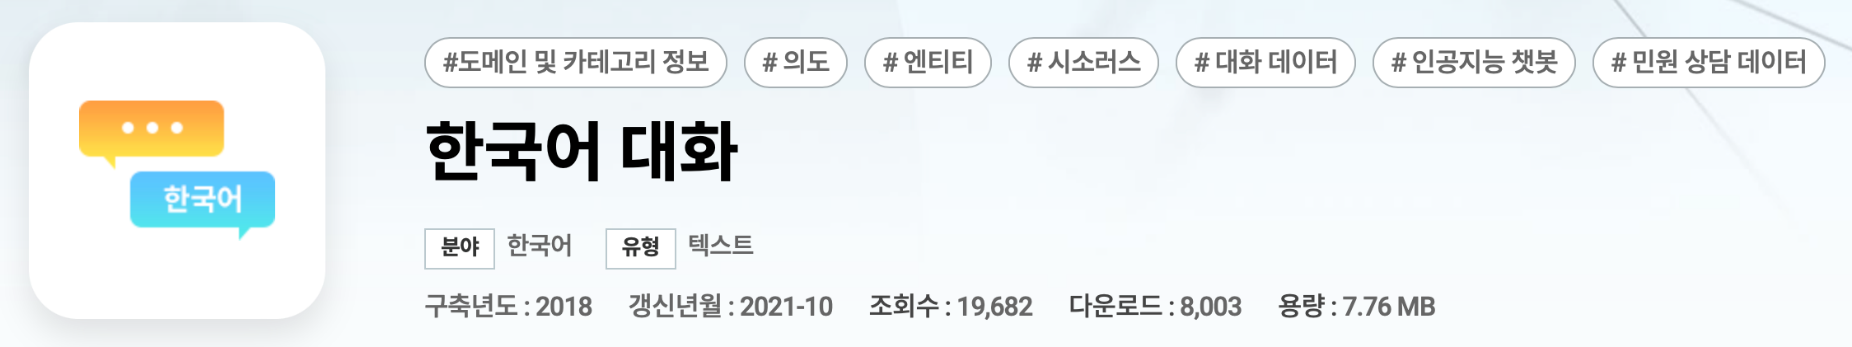 #도메인 및 카테고리 정보 # 의도 # 엔티티 # 시소러스 # 대화 데이터 # 인공지능 챗봇 # 민원 상담 데이터
한국어 대화
한국어
분야 한국어 유형 텍스트
구축년도 : 2018 갱신년월 : 2021-10 조회수 : 19,682 다운로드 : 8,003 용량 : 7.76 MB